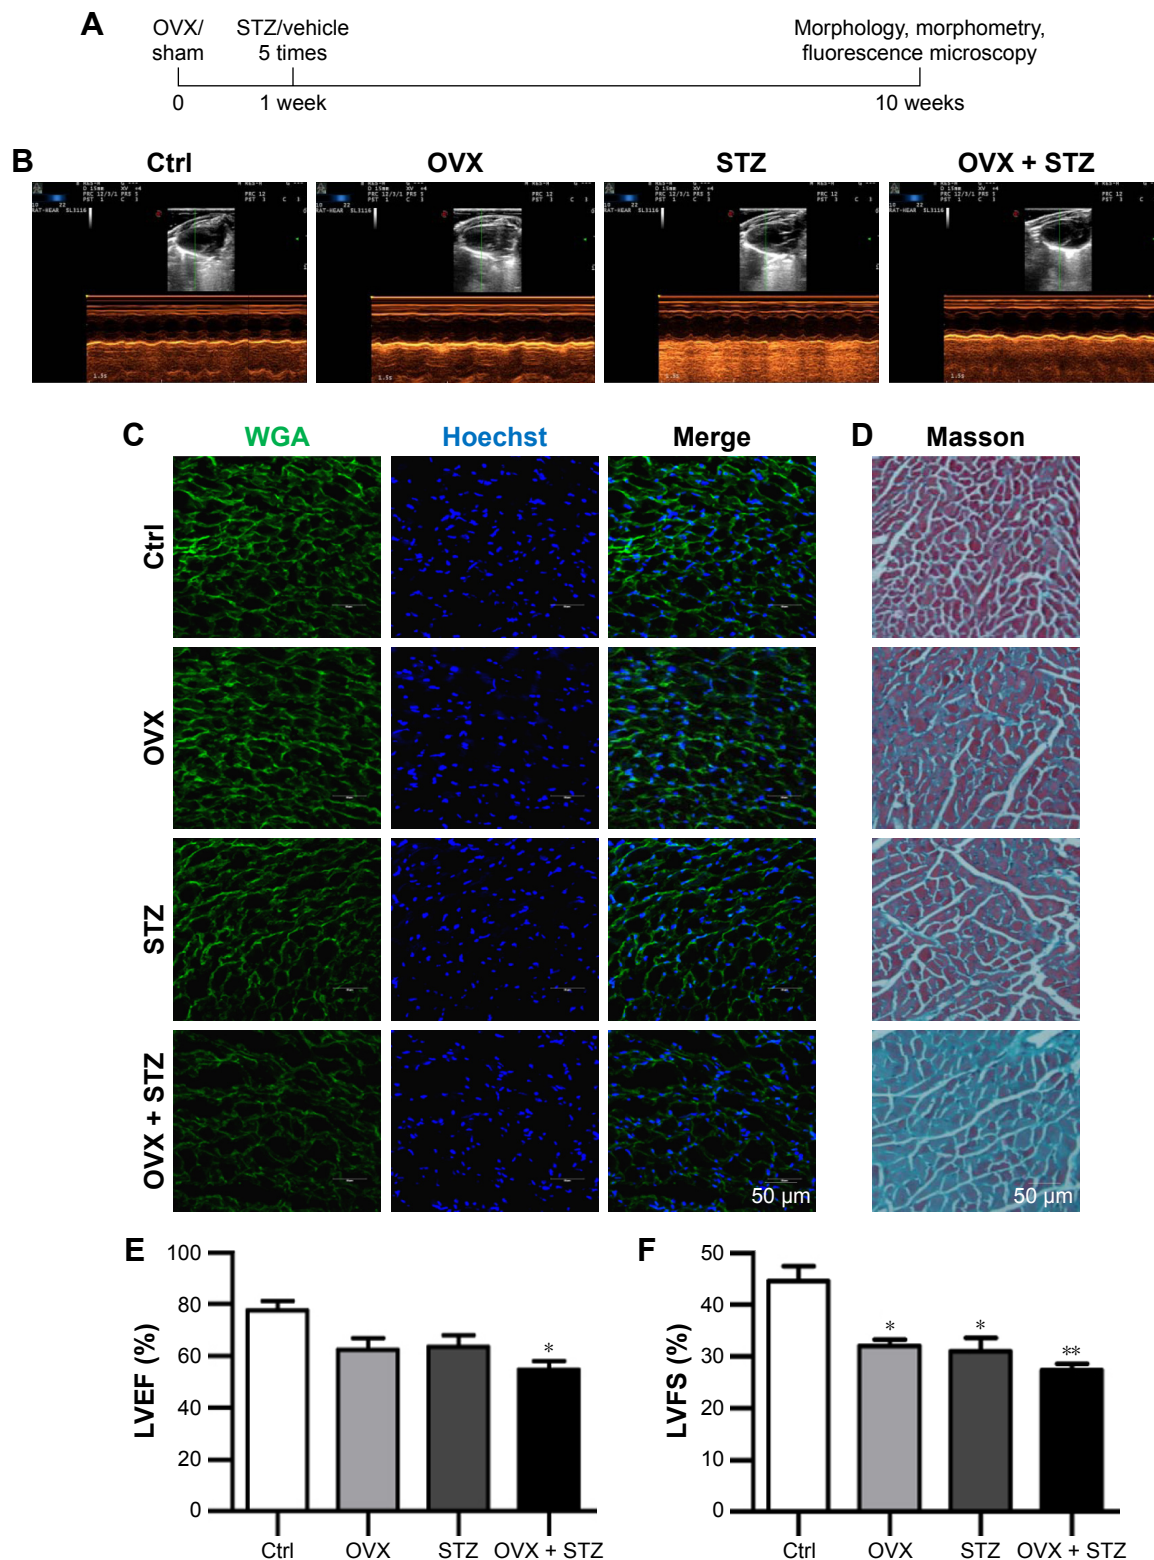 A
OVX/
sham
STZ/vehicle
5 times
Morphology, morphometry,
fluorescence microscopy
0
1 week
10 weeks
B
Ctrl
OVX
STZ
OVX + STZ
C
WGA
Hoechst
Merge
D
Masson
Ctrl
OVX
STZ
OVX + STZ
50 µm
50 µm
E
LVEF (%)
100
80
60
40
20
0
*
Ctrl
OVX
STZ
OVX + STZ
F
LVFS (%)
50
40
30
20
10
0
*
*
**
Ctrl
OVX
STZ
OVX + STZ